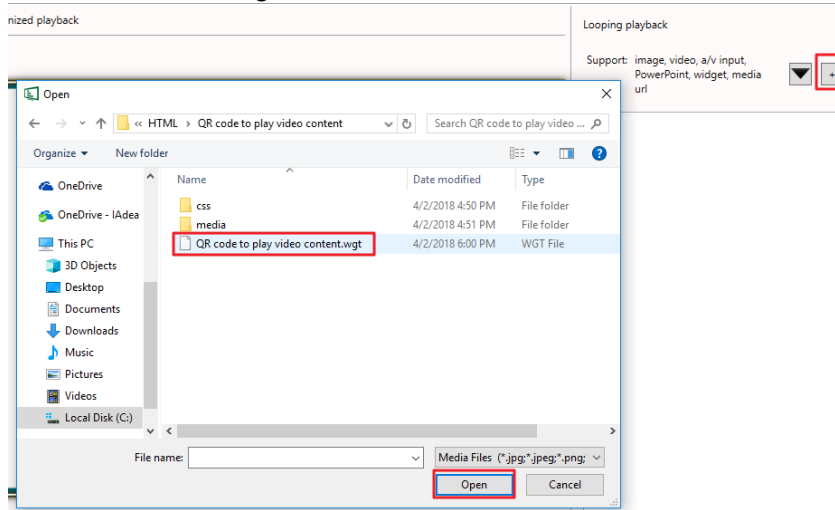 nized playback
Looping playback
Support: image, video, a/v input,
PowerPoint, widget, media
url
+
Open
« HTML › QR code to play video content
Search QR code to play video ...
Organize
New folder
Name
Date modified
Type
OneDrive
OneDrive - IAdea
This PC
3D Objects
Desktop
Documents
Downloads
Music
Pictures
Videos
Local Disk (C:)
css 4/2/2018 4:50 PM File folder
media 4/2/2018 4:51 PM File folder
QR code to play video content.wgt 4/2/2018 6:00 PM WGT File
File name:
Media Files (*.jpg;*.jpeg;*.png;
Open
Cancel